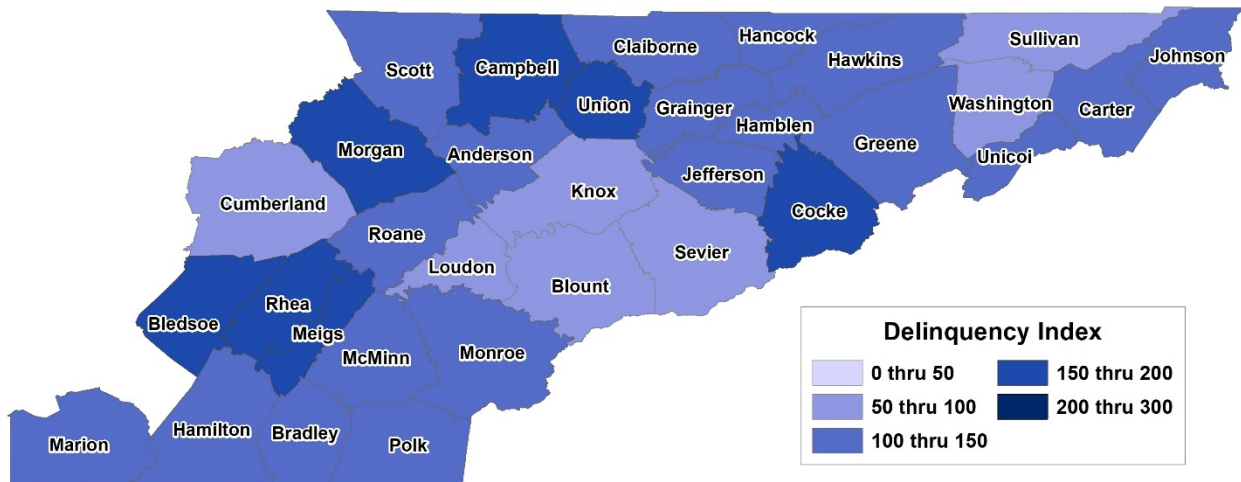 Hancock
Sullivan
Claiborne
Johnson
Scott
Campbell
Hawkins
Union
Grainger
Washington
Carter
Hamblen
Morgan
Anderson
Greene
Unicoi
Jefferson
Knox
Cumberland
Cocke
Roane
Sevier
Loudon
Blount
Rhea
Bledsoe
Meigs
McMinn
Monroe
Hamilton
Bradley
Marion
Polk
Delinquency Index
0 thru 50
150 thru 200
50 thru 100
200 thru 300
100 thru 150